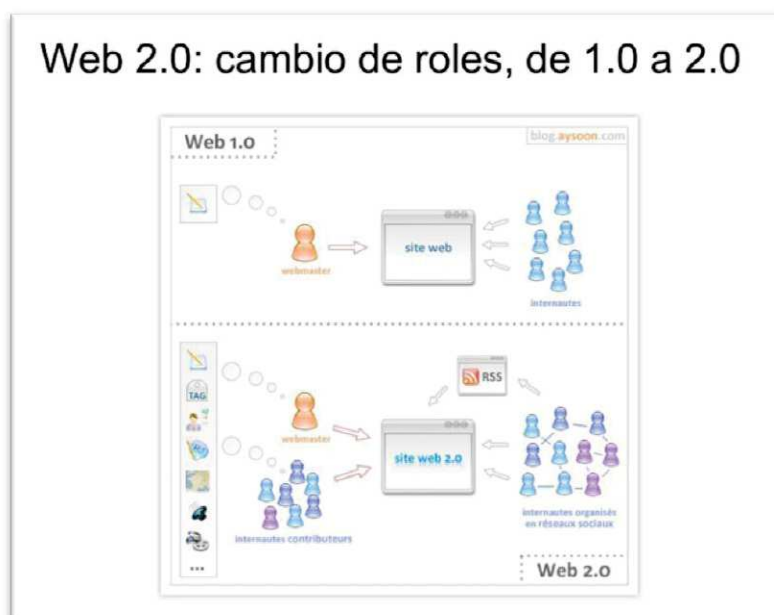 Web 2.0: cambio de roles, de 1.0 a 2.0
Web 1.0
blog.aysoon.com
webmaster
site web
internautes
TAG
RSS
webmaster
site web 2.0
internautes contributeurs
internautes organisés
en réseaux sociaux
...
Web 2.0